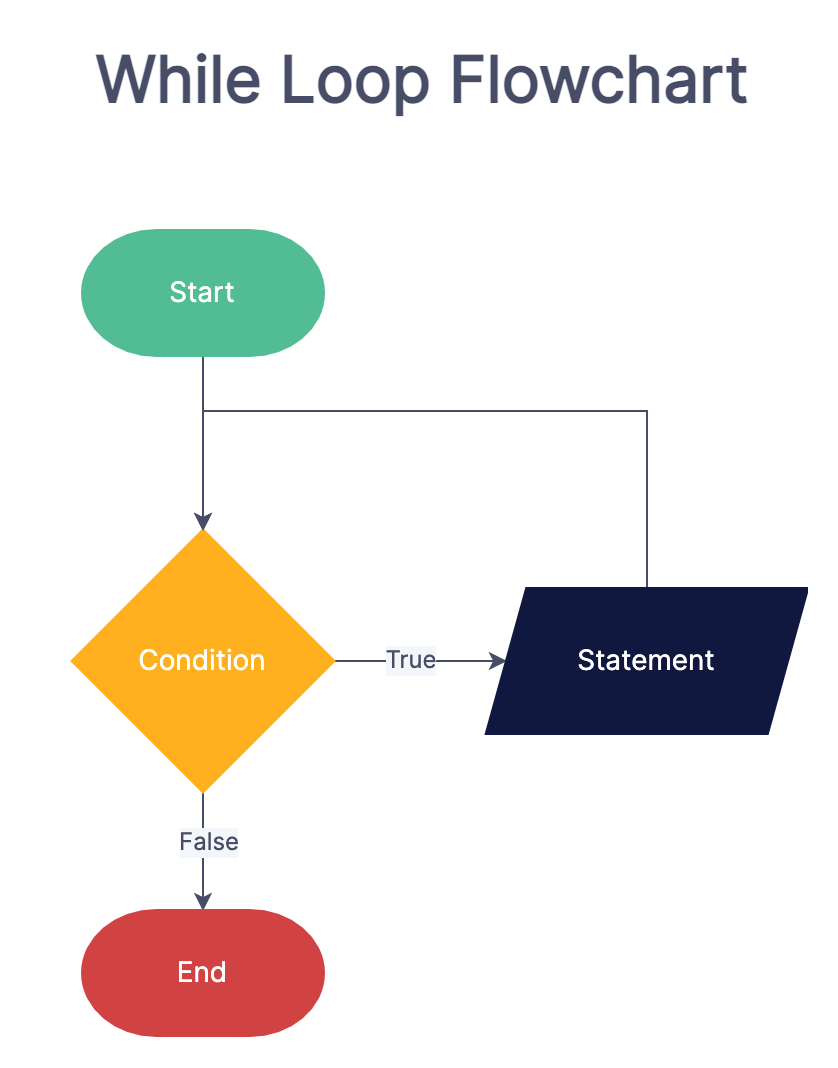 While Loop Flowchart
Start
Condition
True
Statement
False
End